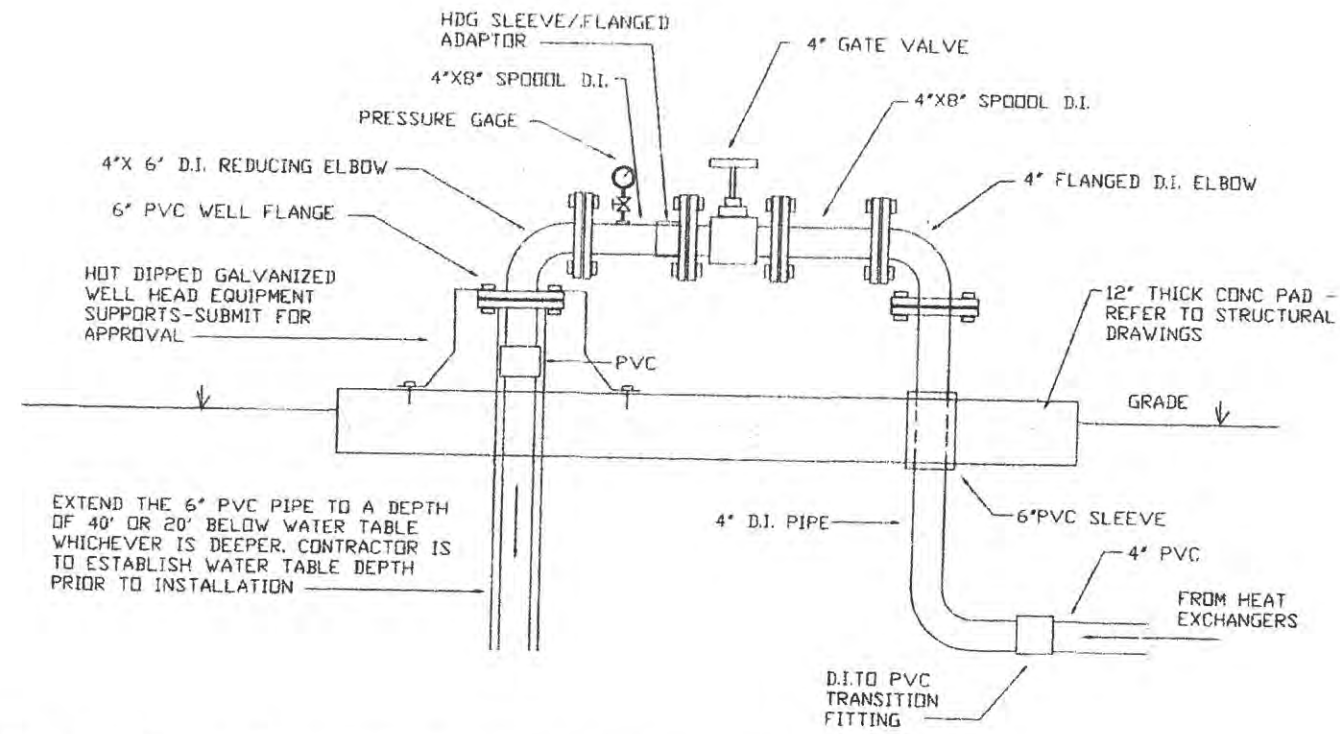 HDG SLEEVE/.FLANGED
ADAPTOR
4" GATE VALVE
4"X8" SPOOOL D.I.
4"X8" SPOOOL D.I.
PRESSURE GAGE
4"X 6' D.I. REDUCING ELBOW
4" FLANGED D.I. ELBOW
6" PVC WELL FLANGE
HOT DIPPED GALVANIZED
WELL HEAD EQUIPMENT
SUPPORTS-SUBMIT FOR
APPROVAL
12" THICK CONC PAD -
REFER TO STRUCTURAL
DRAWINGS
PVC
GRADE
EXTEND THE 6" PVC PIPE TO A DEPTH
OF 40' OR 20' BELOW WATER TABLE
WHICHEVER IS DEEPER. CONTRACTOR IS
TO ESTABLISH WATER TABLE DEPTH
PRIOR TO INSTALLATION
4" D.I. PIPE
6"PVC SLEEVE
4" PVC
FROM HEAT
EXCHANGERS
D.I.TO PVC
TRANSITION
FITTING